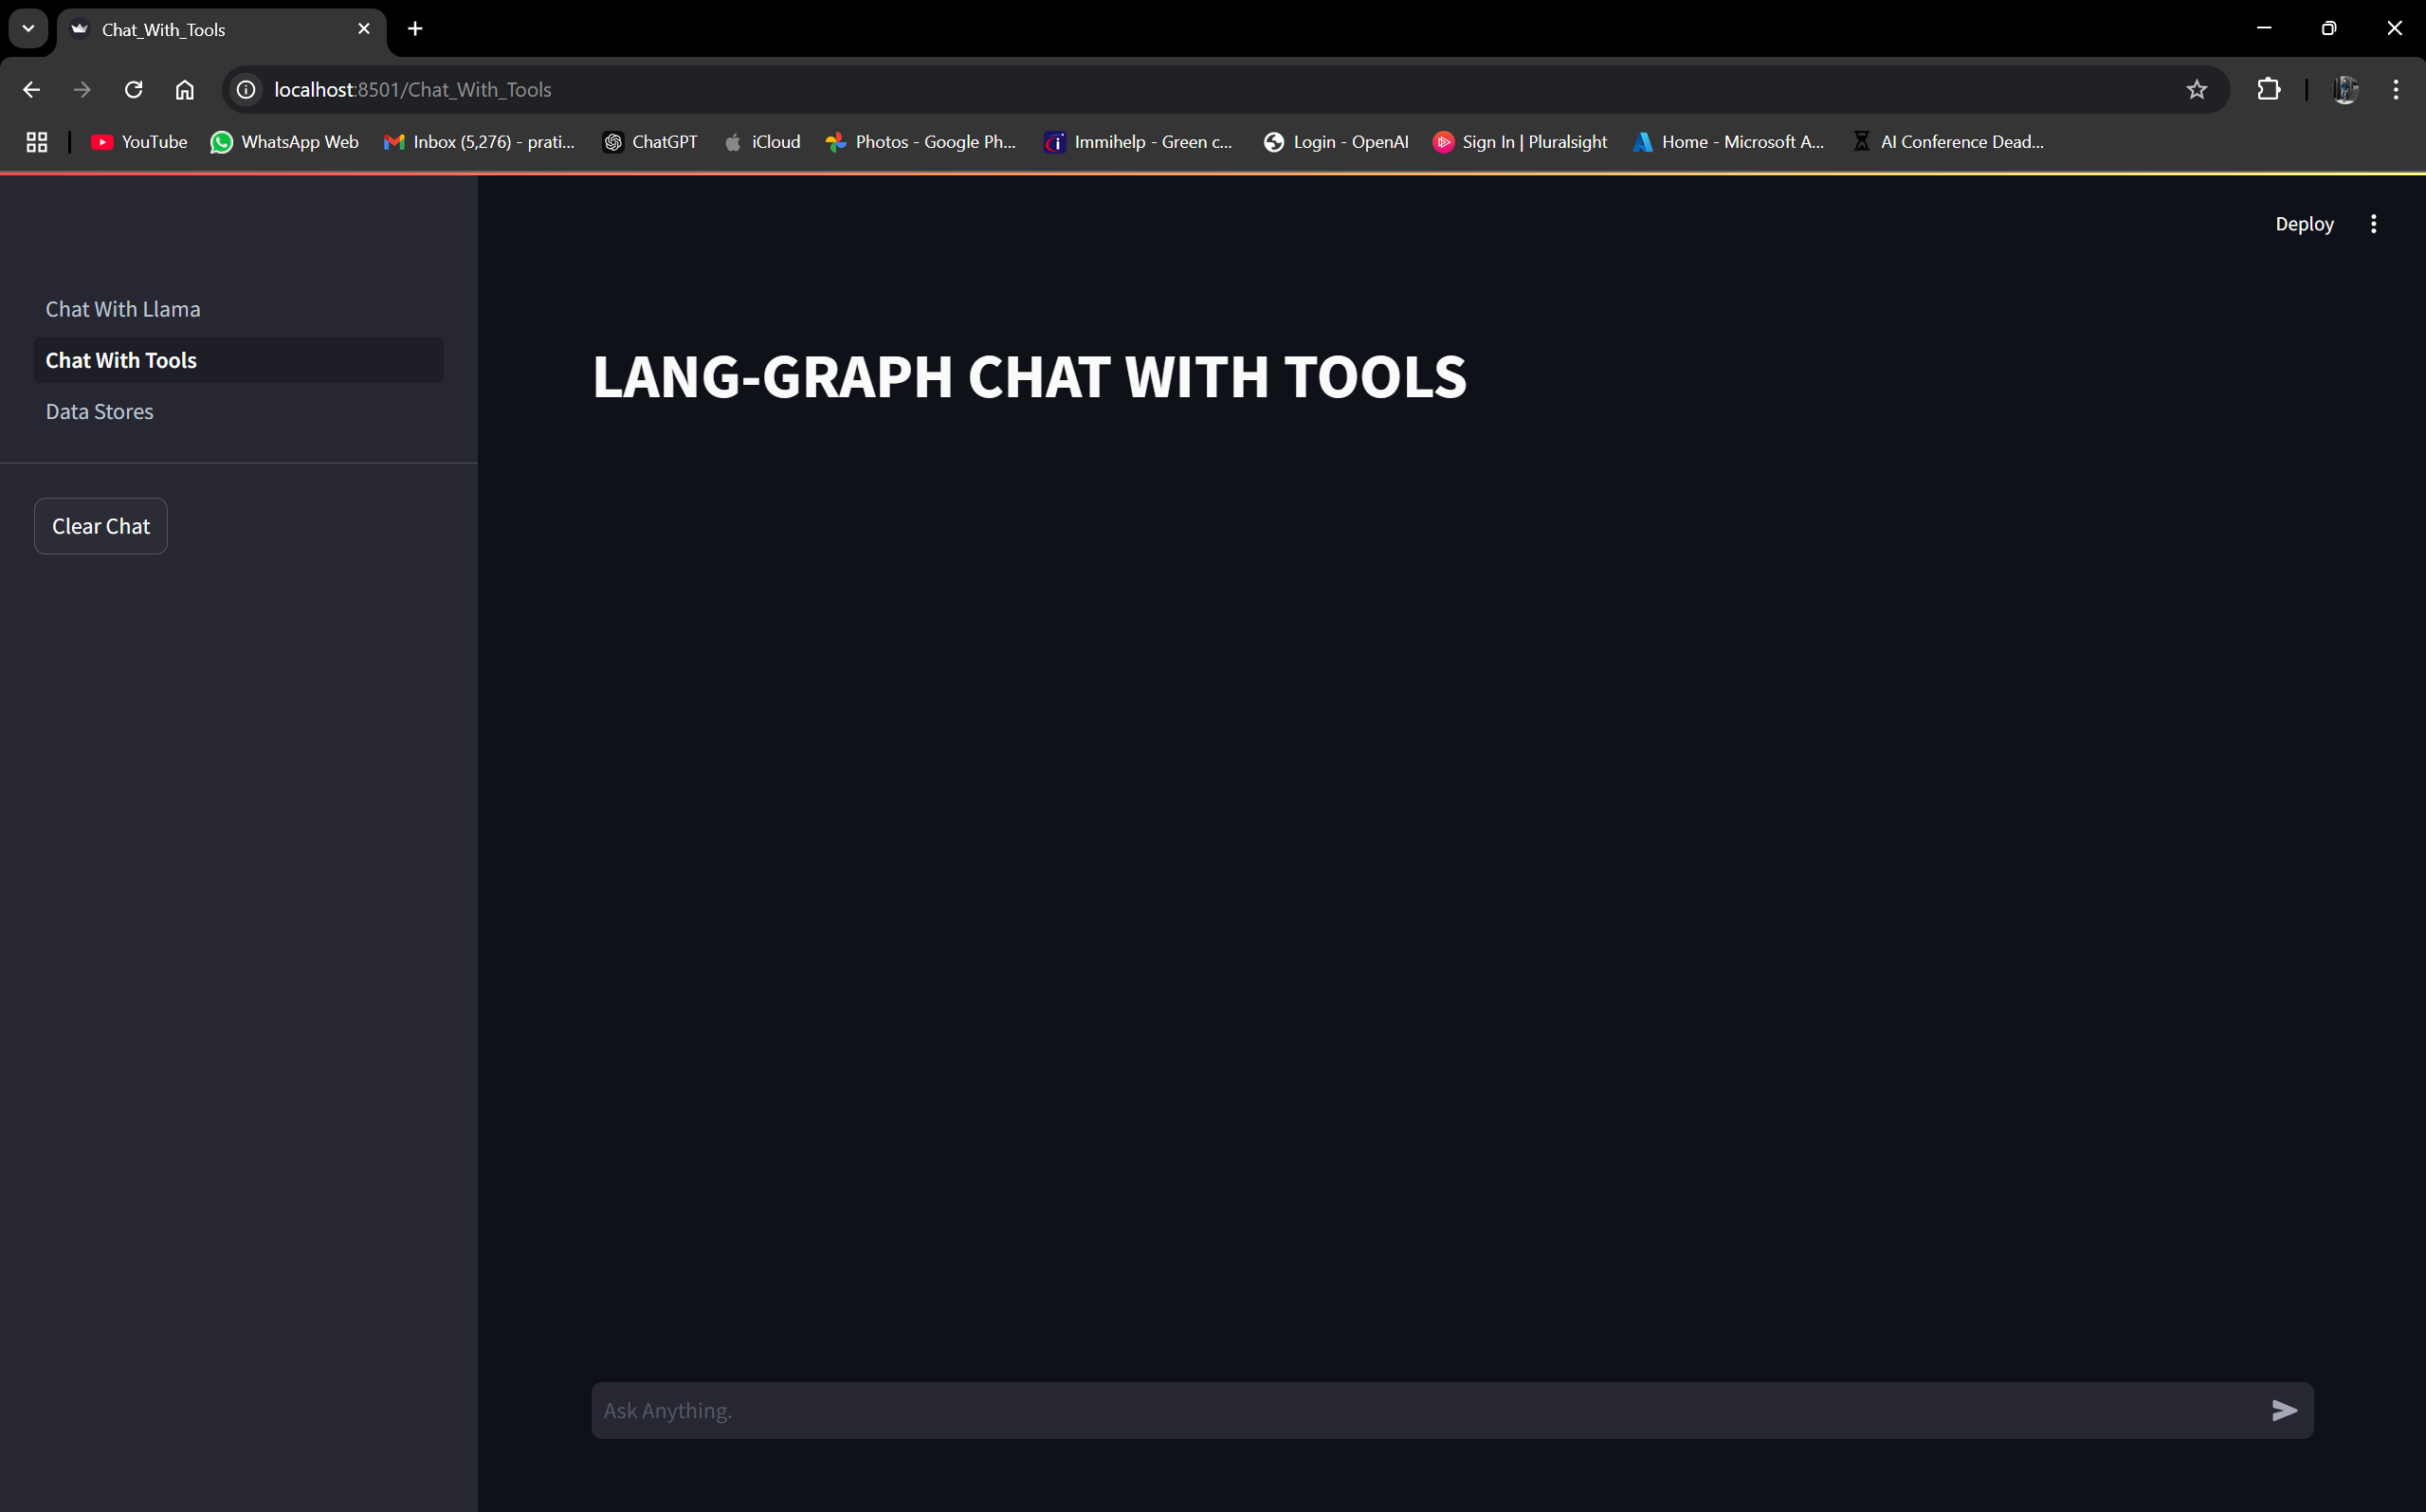 Chat_With_Tools
localhost:8501/Chat_With_Tools
YouTube WhatsApp Web Inbox (5,276) - prati... ChatGPT iCloud Photos - Google Ph... Immihelp - Green c... Login - OpenAI Sign In | Pluralsight Home - Microsoft A... AI Conference Dead...
Deploy
Chat With Llama
Chat With Tools
Data Stores
Clear Chat
LANG-GRAPH CHAT WITH TOOLS
Ask Anything.